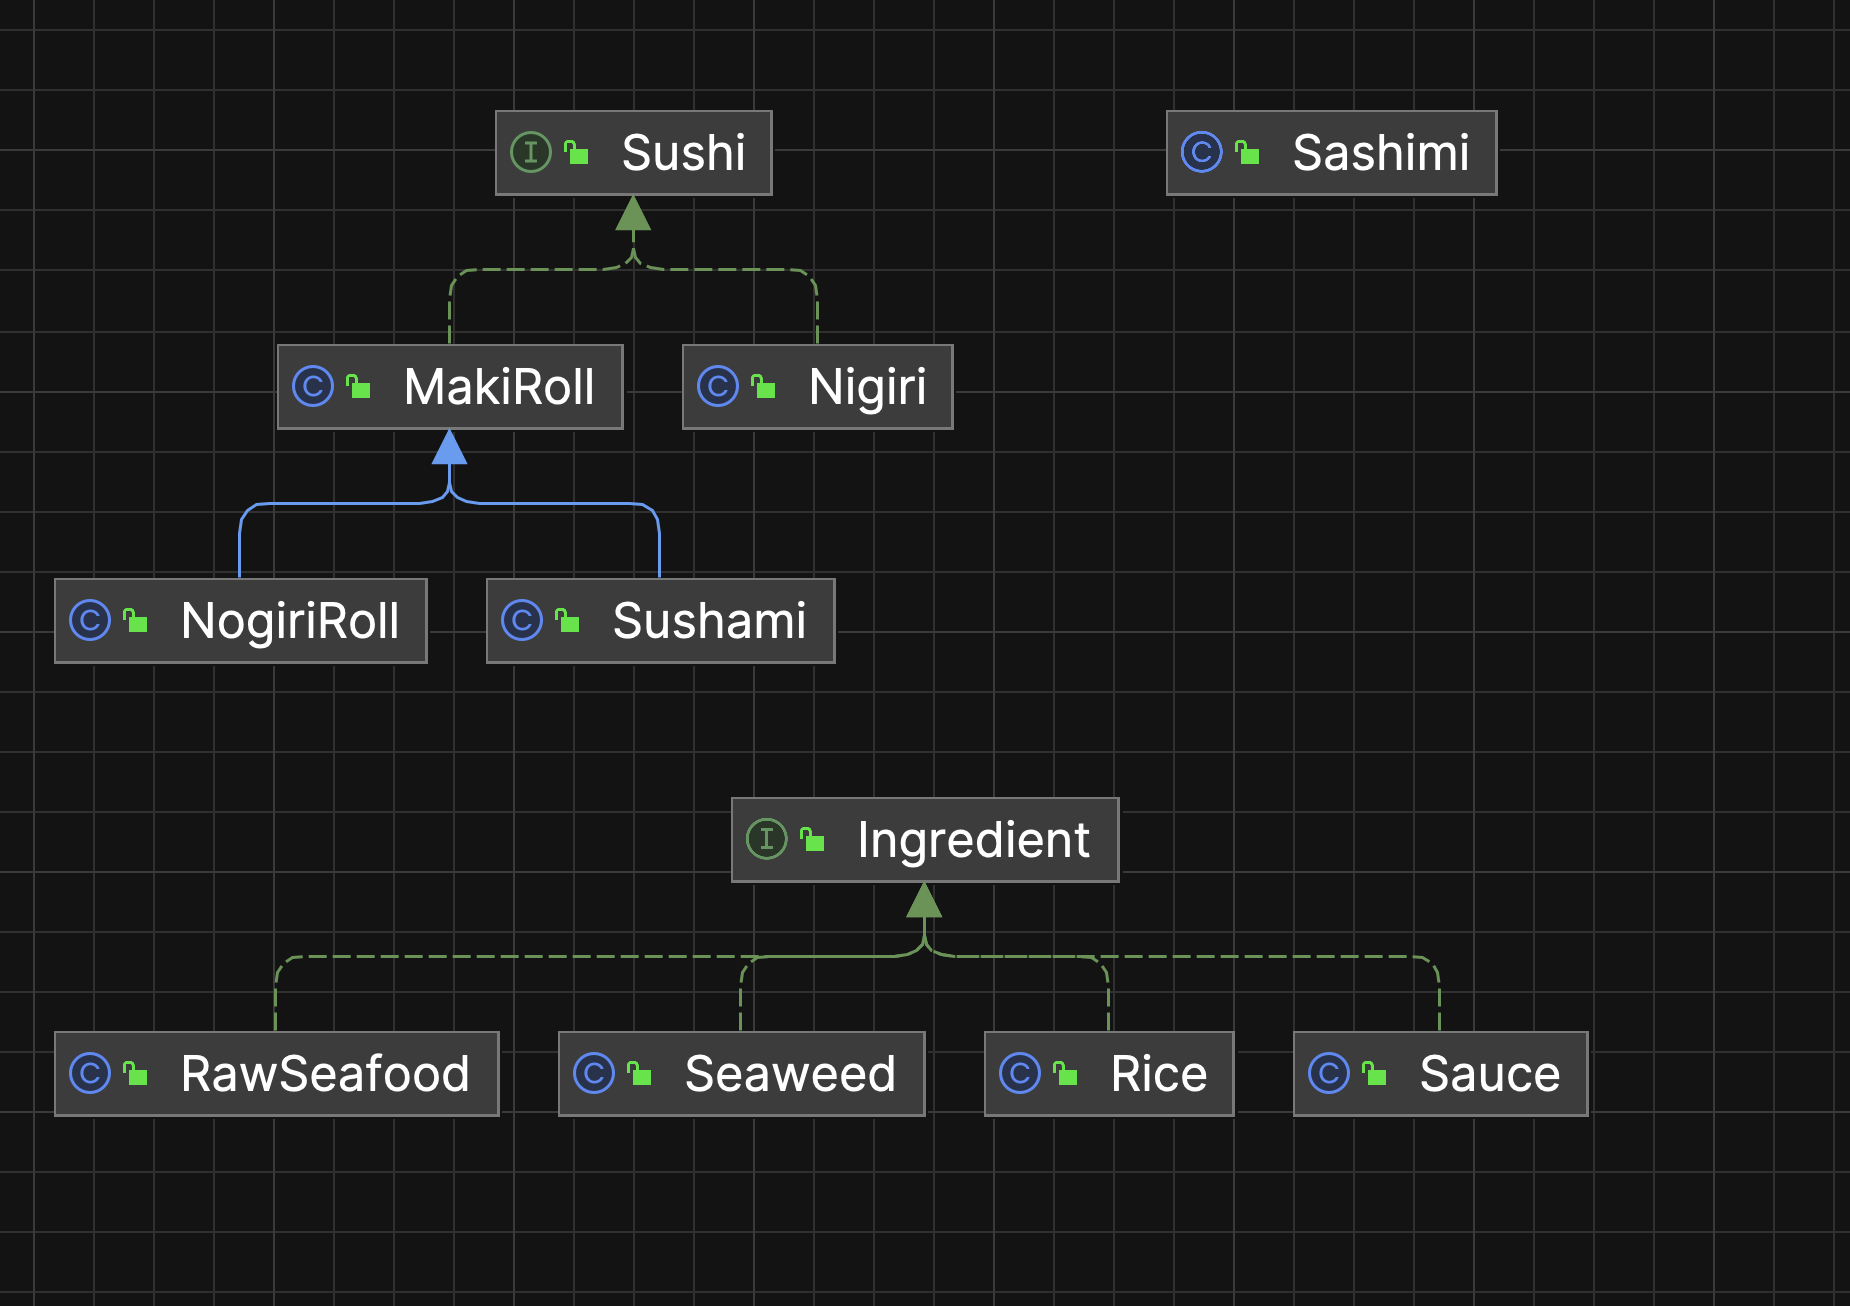 I Sushi
C Sashimi
C MakiRoll
C Nigiri
C NogiriRoll
C Sushami
I Ingredient
C RawSeafood
C Seaweed
C Rice
C Sauce